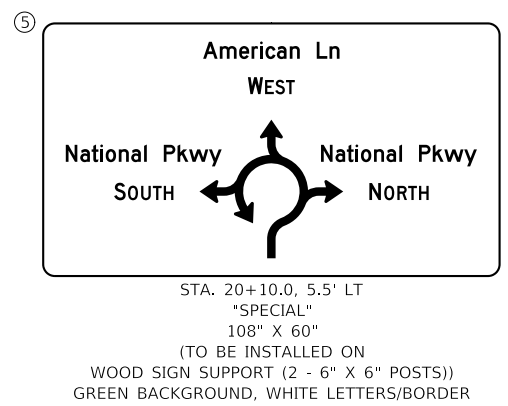 5
American Ln
WEST
National Pkwy National Pkwy
SOUTH NORTH
STA. 20+10.0, 5.5' LT
"SPECIAL"
108" X 60"
(TO BE INSTALLED ON
WOOD SIGN SUPPORT (2 - 6" X 6" POSTS))
GREEN BACKGROUND, WHITE LETTERS/BORDER